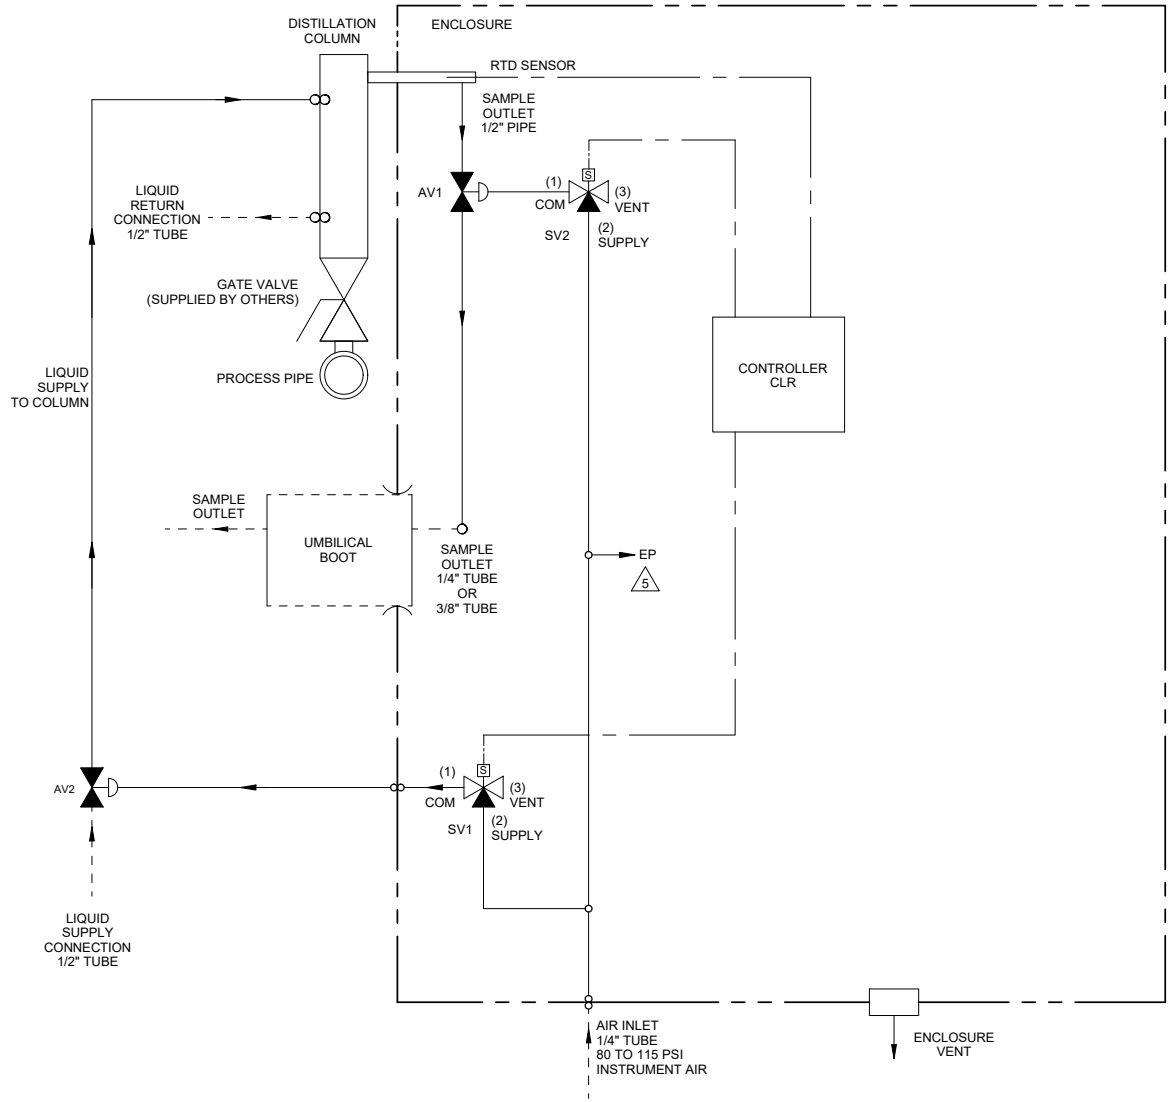 DISTILLATION
COLUMN
ENCLOSURE
RTD SENSOR
SAMPLE
OUTLET
1/2" PIPE
S
(1)
(3)
AV1
COM
VENT
SV2
(2)
SUPPLY
LIQUID
RETURN
CONNECTION
1/2" TUBE
GATE VALVE
(SUPPLIED BY OTHERS)
PROCESS PIPE
LIQUID
SUPPLY
TO COLUMN
CONTROLLER
CLR
SAMPLE
OUTLET
UMBILICAL
BOOT
SAMPLE
OUTLET
1/4" TUBE
OR
3/8" TUBE
EP
5
S
(1)
(3)
AV2
COM
VENT
SV1
(2)
SUPPLY
LIQUID
SUPPLY
CONNECTION
1/2" TUBE
AIR INLET
1/4" TUBE
80 TO 115 PSI
INSTRUMENT AIR
ENCLOSURE
VENT